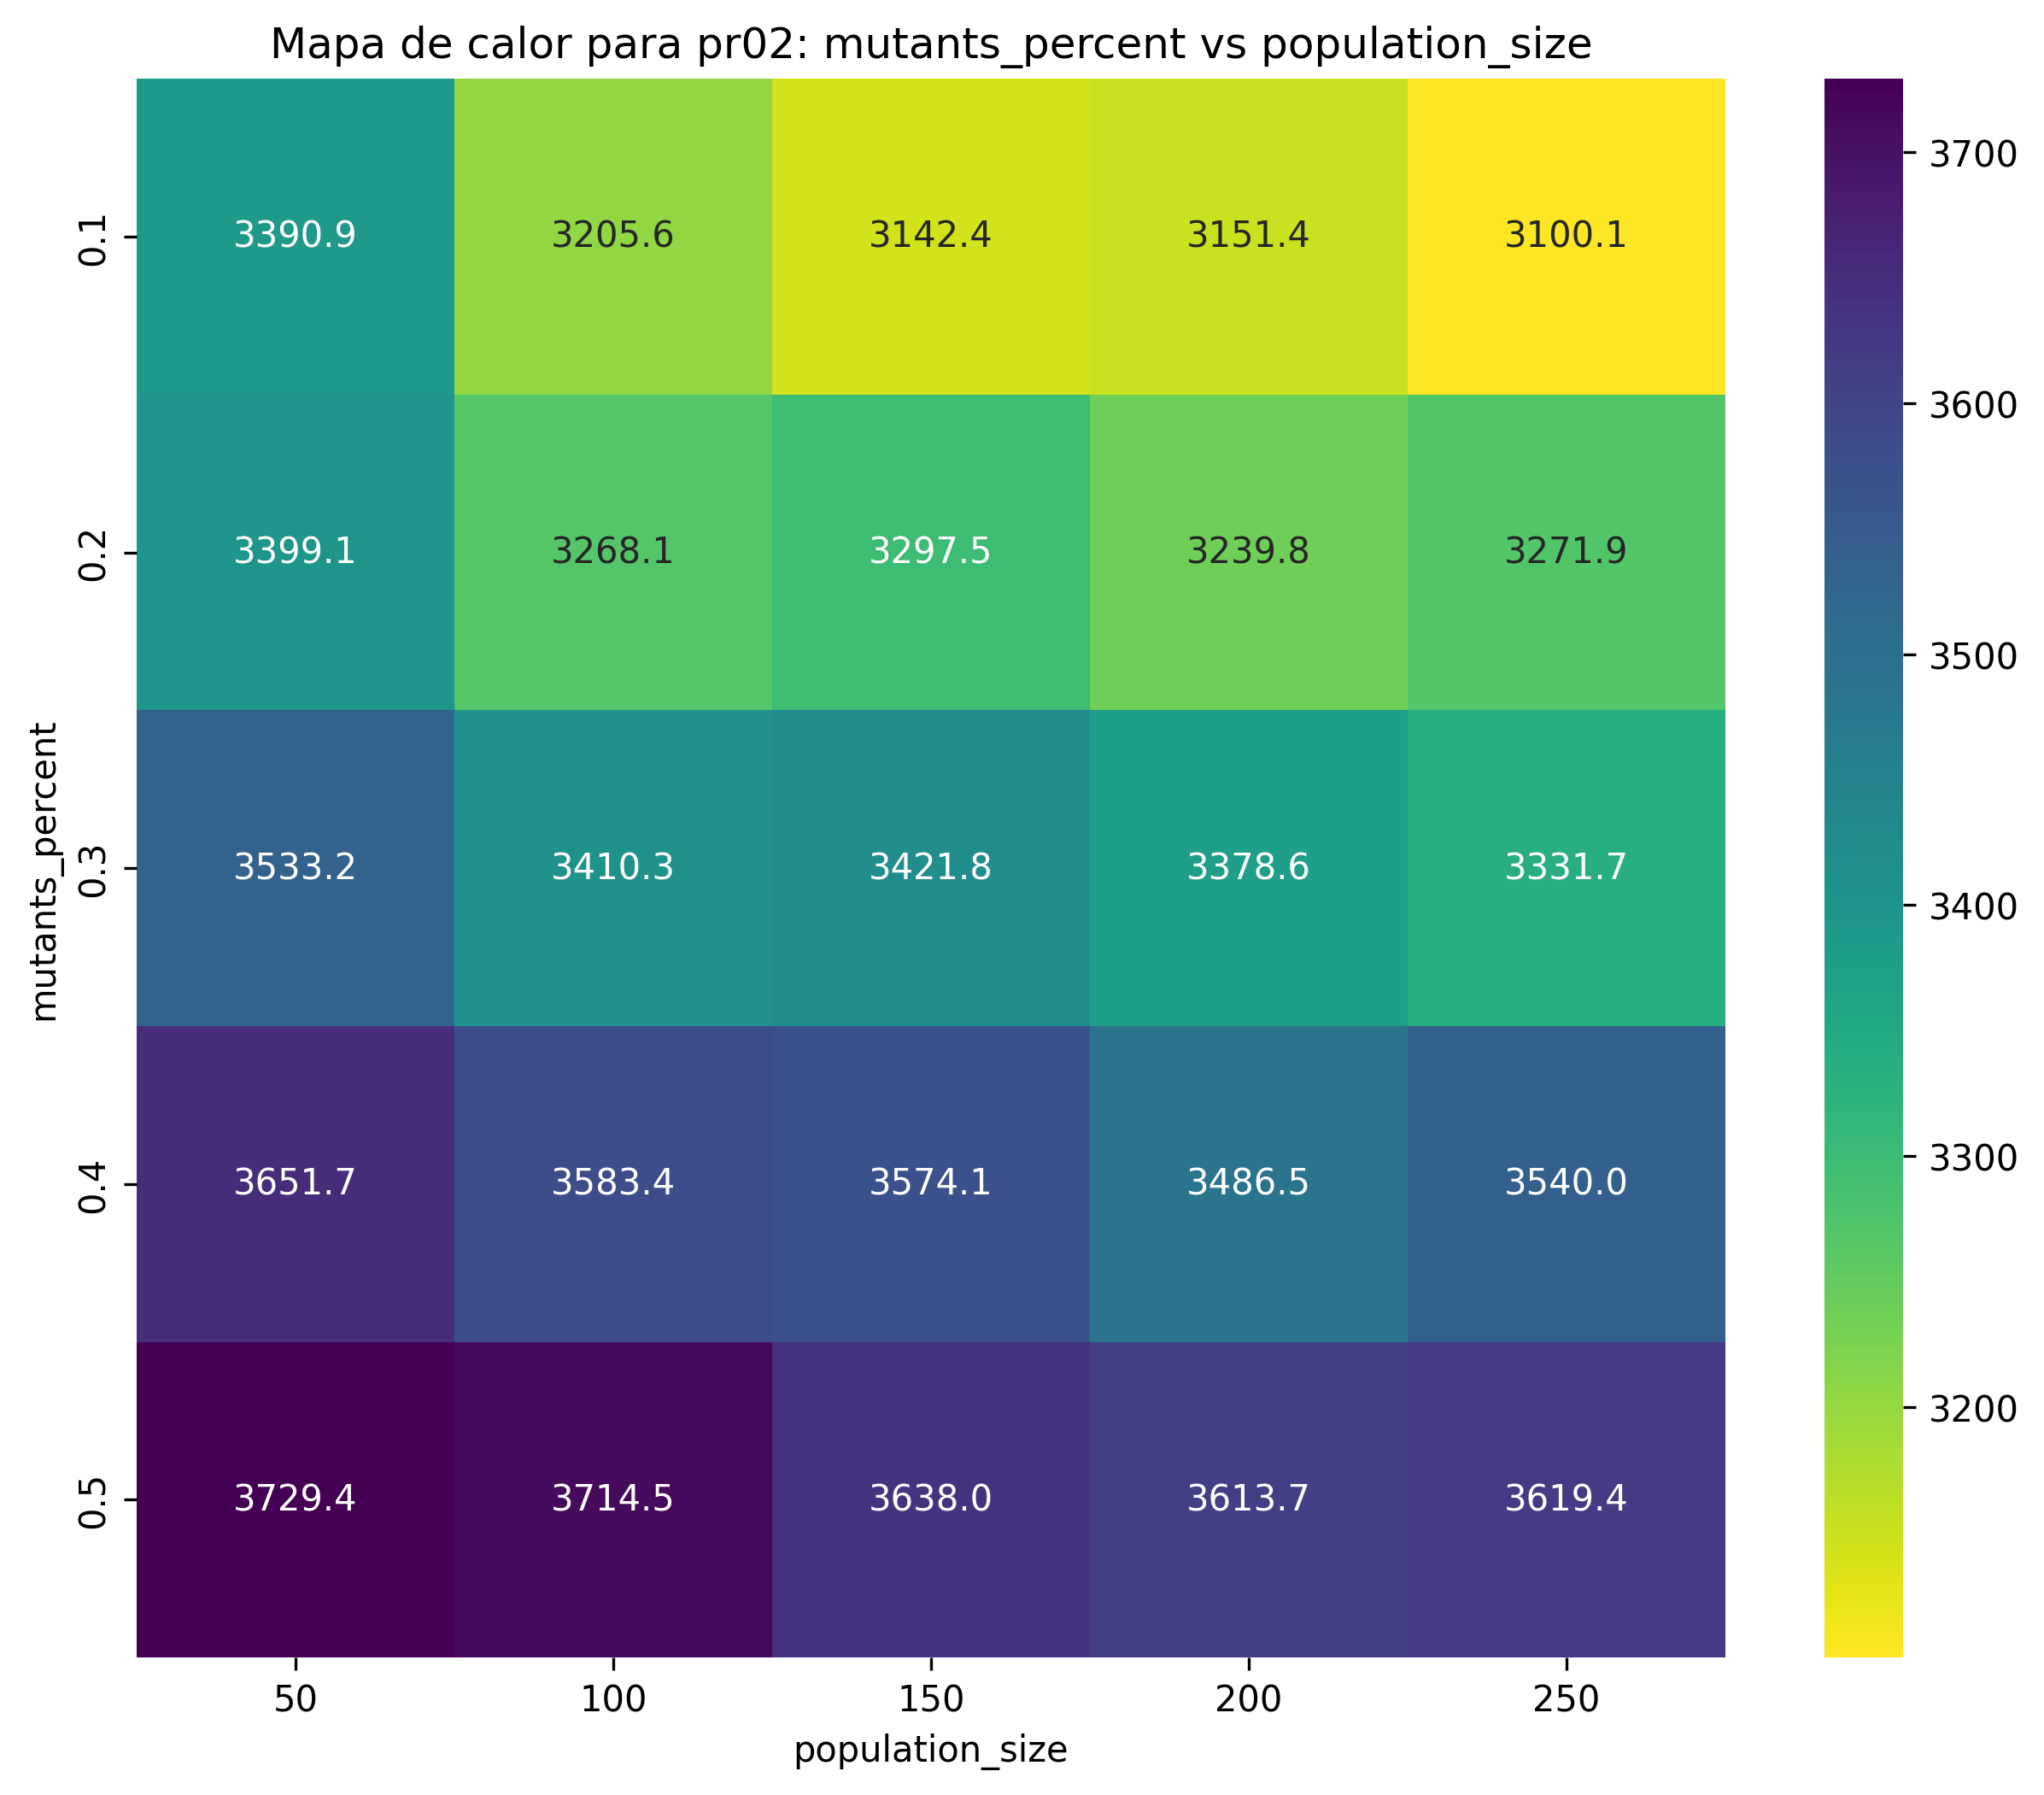 Mapa de calor para pr02: mutants_percent vs population_size
mutants_percent
0.1 3390.9 3205.6 3142.4 3151.4 3100.1
0.2 3399.1 3268.1 3297.5 3239.8 3271.9
0.3 3533.2 3410.3 3421.8 3378.6 3331.7
0.4 3651.7 3583.4 3574.1 3486.5 3540.0
0.5 3729.4 3714.5 3638.0 3613.7 3619.4
50 100 150 200 250
population_size
3700
3600
3500
3400
3300
3200